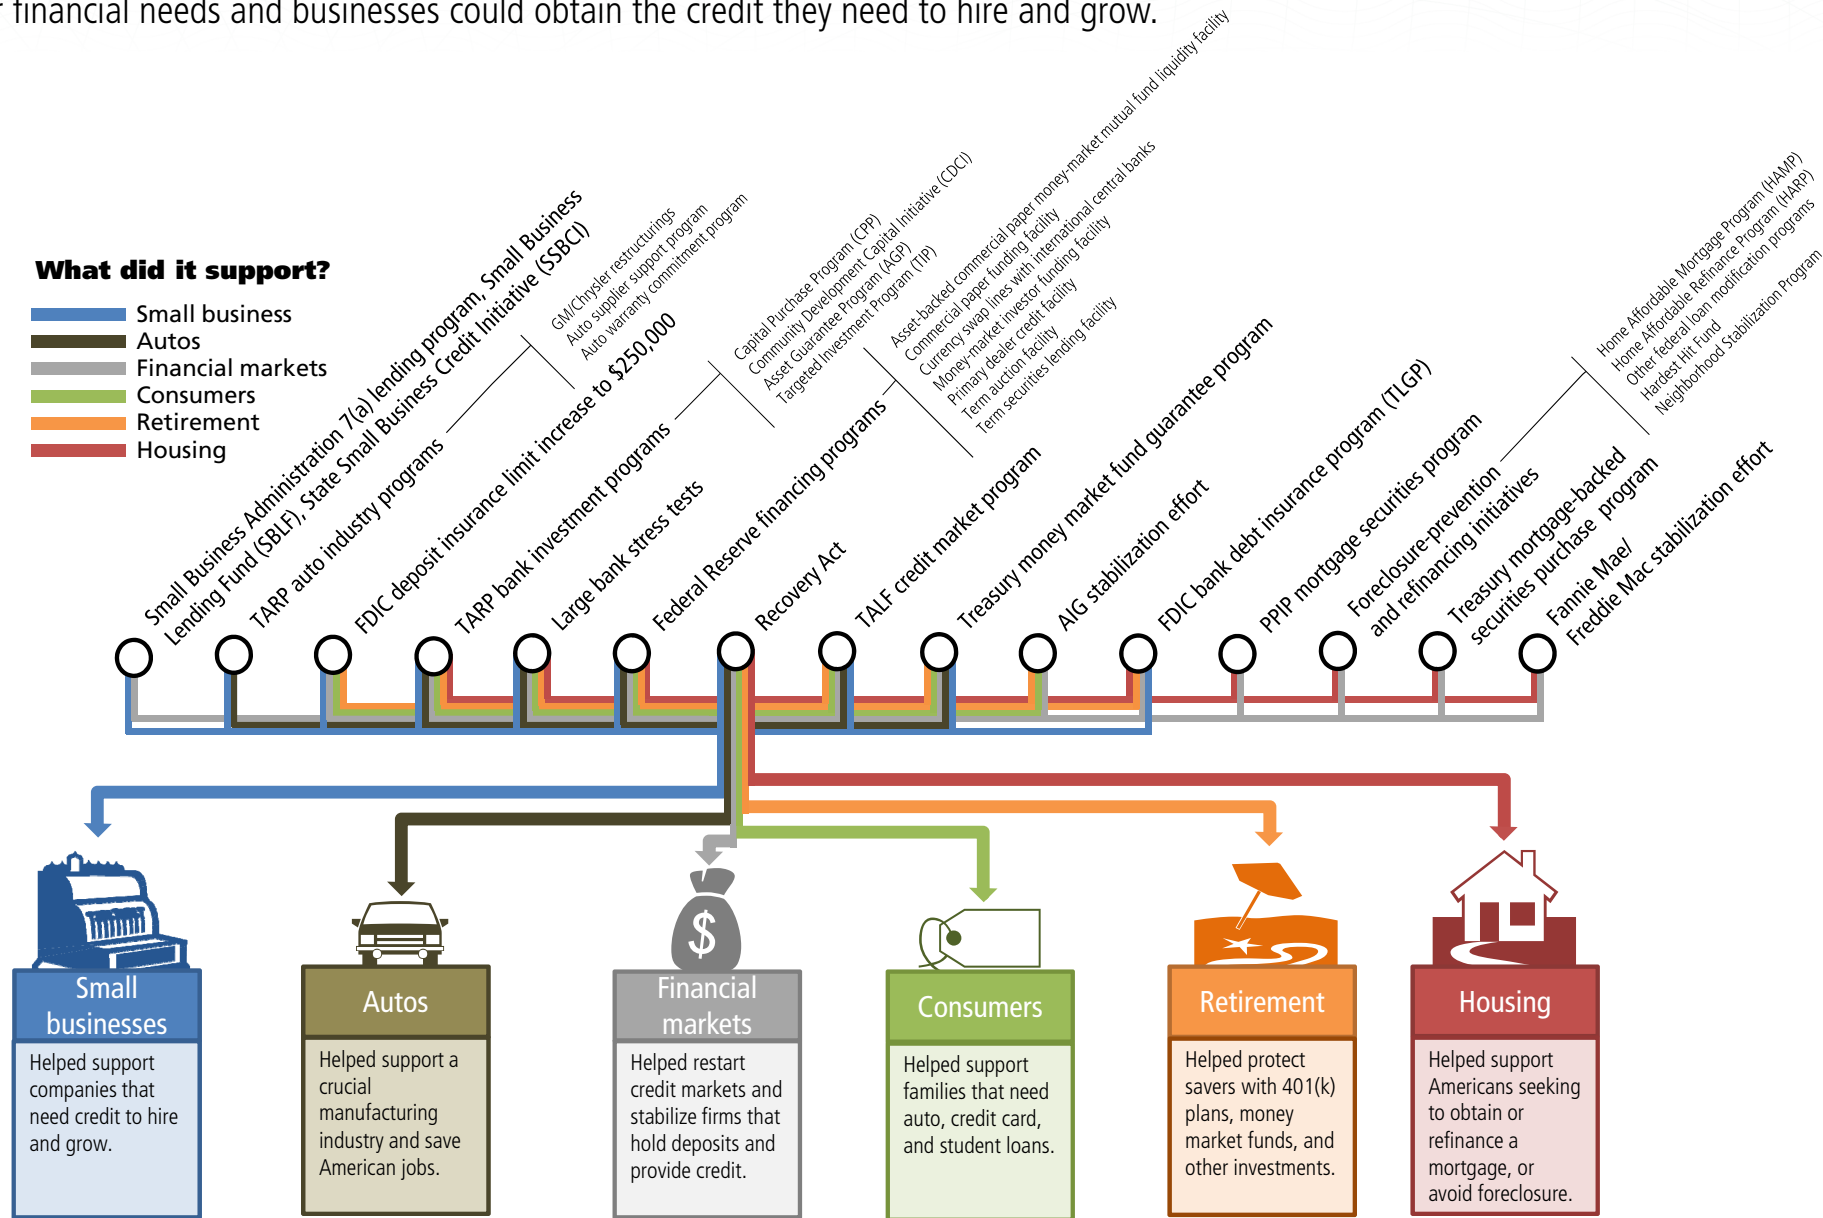 r financial needs and businesses could obtain the credit they need to hire and grow.
What did it support?
Small business
Autos
Financial markets
Consumers
Retirement
Housing
Small Business Administration 7(a) lending program, Small Business
Lending Fund (SBLF), State Small Business Credit Initiative (SSBCI)
TARP auto industry programs
GM/Chrysler restructurings
Auto supplier support program
Auto warranty commitment program
FDIC deposit insurance limit increase to $250,000
TARP bank investment programs
Capital Purchase Program (CPP)
Community Development Capital Initiative (CDCI)
Asset Guarantee Program (AGP)
Targeted Investment Program (TIP)
Large bank stress tests
Federal Reserve financing programs
Asset-backed commercial paper money-market mutual fund liquidity facility
Commercial paper funding facility
Currency swap lines with international central banks
Money-market investor funding facility
Primary dealer credit facility
Term auction facility
Term securities lending facility
Recovery Act
TALF credit market program
Treasury money market fund guarantee program
AIG stabilization effort
FDIC bank debt insurance program (TLGP)
PPIP mortgage securities program
Foreclosure-prevention
and refinancing initiatives
Home Affordable Mortgage Program (HAMP)
Home Affordable Refinance Program (HARP)
Other federal loan modification programs
Hardest Hit Fund
Neighborhood Stabilization Program
Treasury mortgage-backed
securities purchase program
Fannie Mae/
Freddie Mac stabilization effort
$
Small
businesses
Helped support
companies that
need credit to hire
and grow.
Autos
Helped support a
crucial
manufacturing
industry and save
American jobs.
Financial
markets
Helped restart
credit markets and
stabilize firms that
hold deposits and
provide credit.
Consumers
Helped support
families that need
auto, credit card,
and student loans.
Retirement
Helped protect
savers with 401(k)
plans, money
market funds, and
other investments.
Housing
Helped support
Americans seeking
to obtain or
refinance a
mortgage, or
avoid foreclosure.